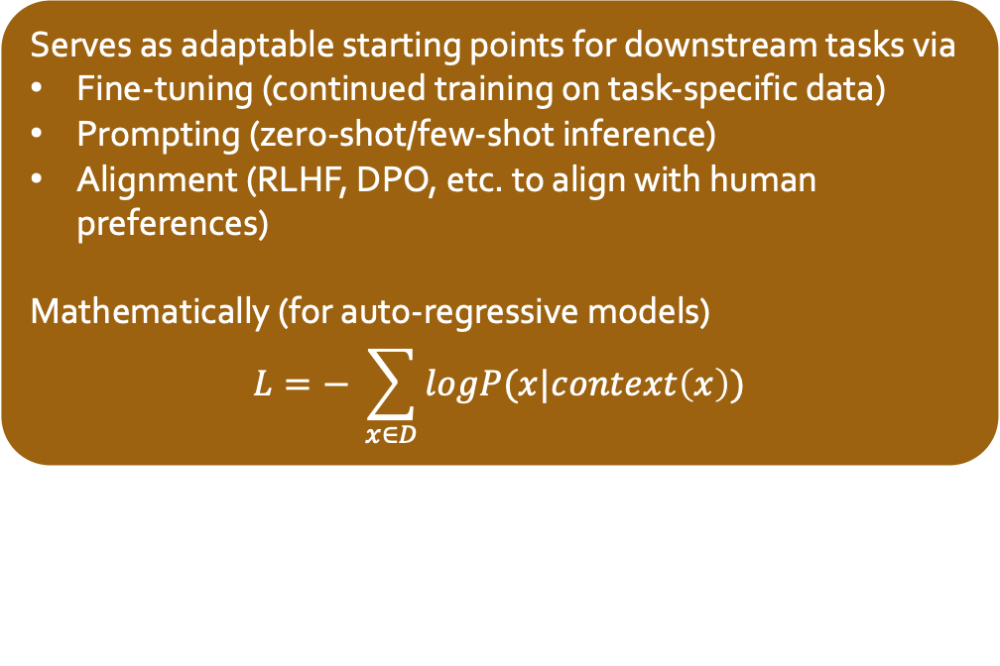 Serves as adaptable starting points for downstream tasks via
• Fine-tuning (continued training on task-specific data)
• Prompting (zero-shot/few-shot inference)
• Alignment (RLHF, DPO, etc. to align with human
preferences)
Mathematically (for auto-regressive models)
L = − ∑ logP(x|context(x))
x∈D